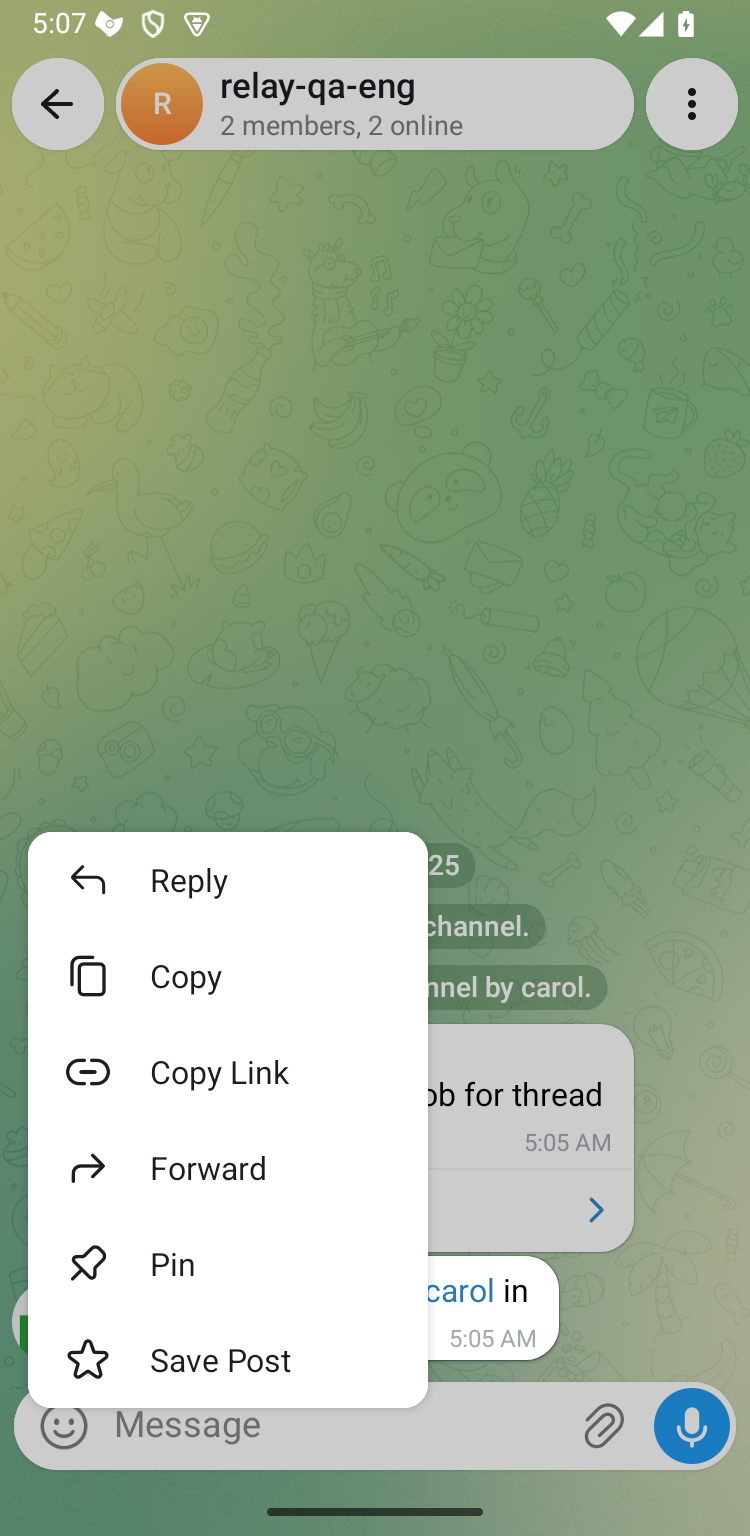 5:07
R
relay-qa-eng
2 members, 2 online
25
channel.
nnel by carol.
Reply
Copy
Copy Link
ob for thread
5:05 AM
Forward
Pin
carol in
5:05 AM
Save Post
Message